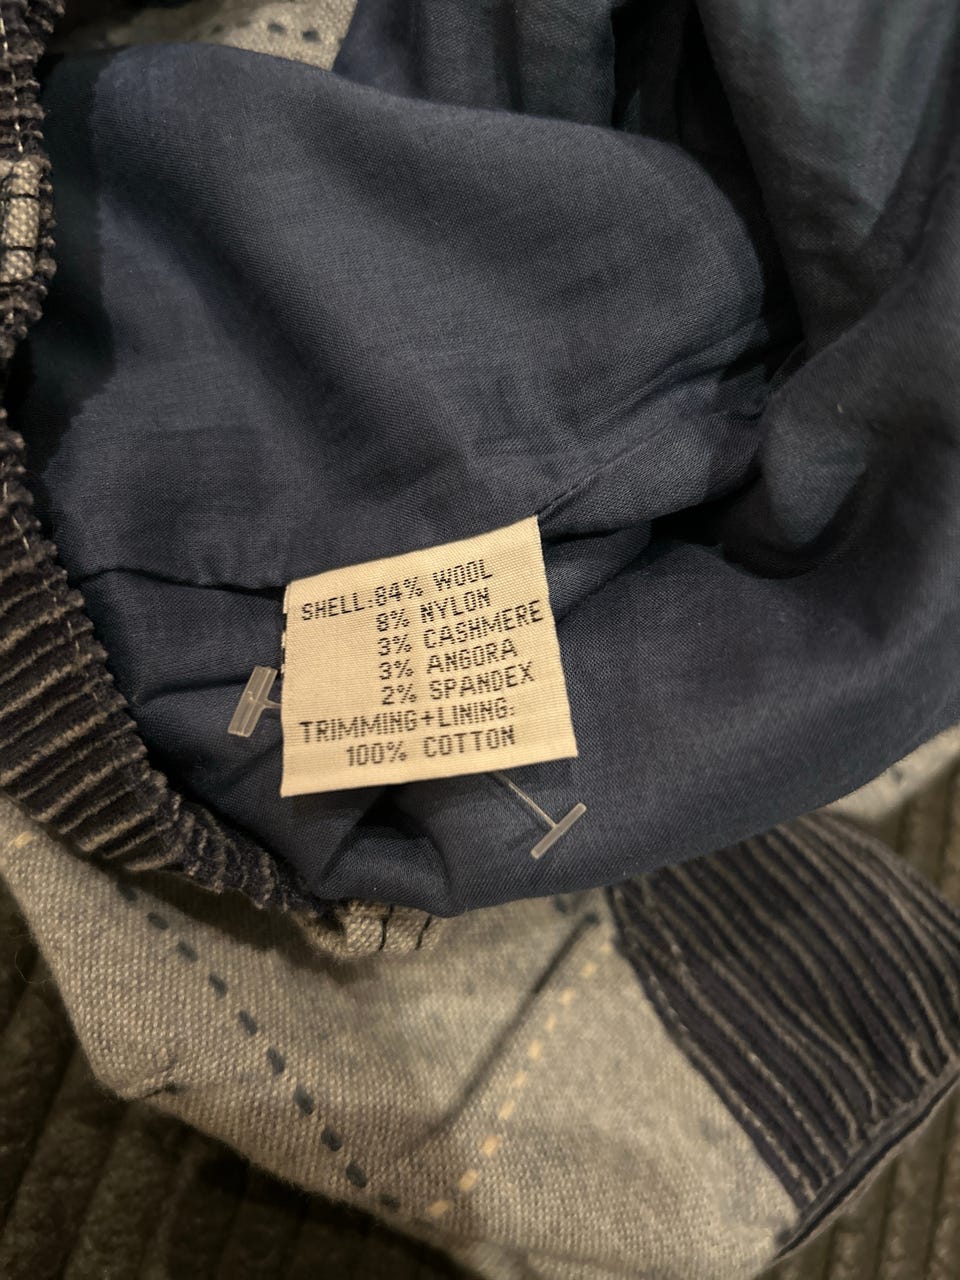 SHELL:84% WOOL
8% NYLON
3% CASHMERE
3% ANGORA
2% SPANDEX
TRIMMING+LINING:
100% COTTON